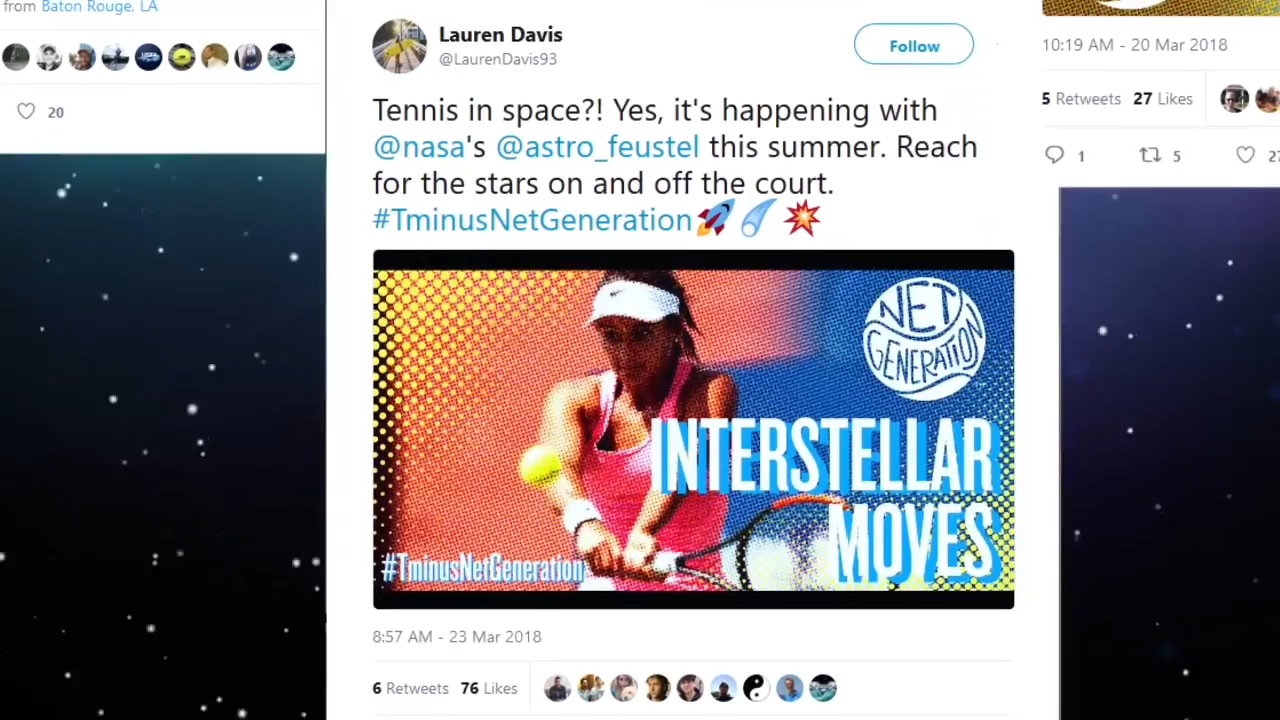 from Baton Rouge, LA
20
Lauren Davis
@LaurenDavis93
Follow
Tennis in space?! Yes, it's happening with
@nasa's @astro_feustel this summer. Reach
for the stars on and off the court.
#TminusNetGeneration
NET
GENERATION
INTERSTELLAR
MOVES
#TminusNetGeneration
8:57 AM - 23 Mar 2018
6 Retweets 76 Likes
10:19 AM - 20 Mar 2018
5 Retweets 27 Likes
1 5 27